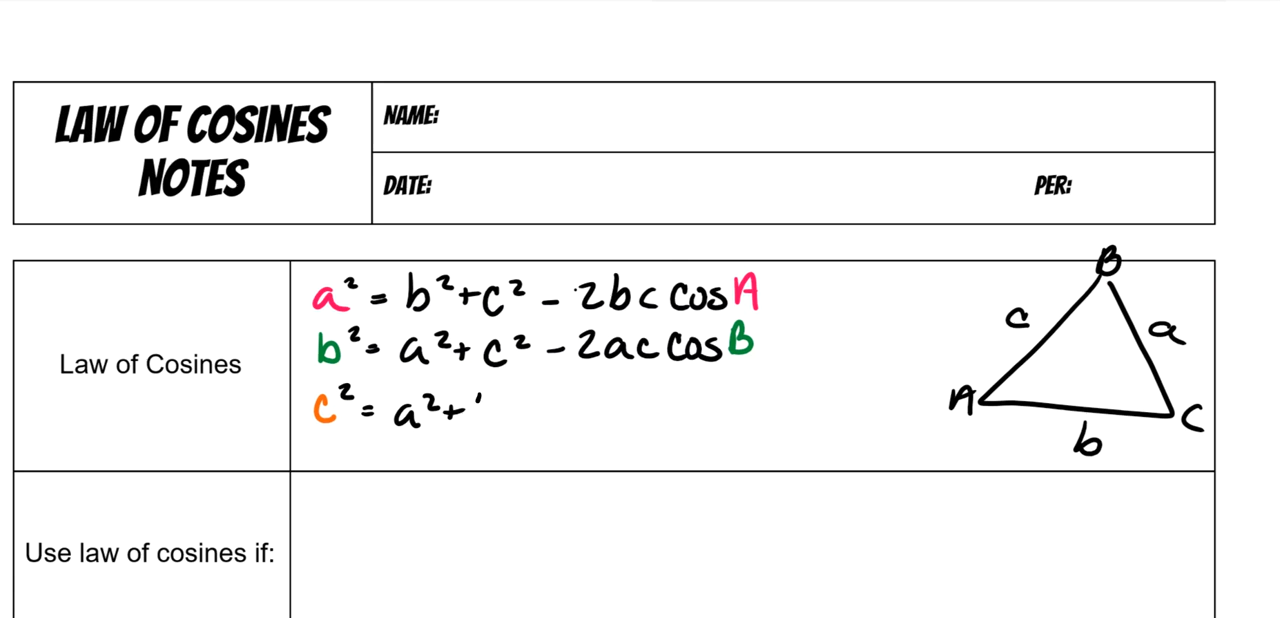 LAW OF COSINES
NOTES
NAME:
DATE:
PER:
Law of Cosines
a² = b² + c² - 2bc cos A
b² = a² + c² - 2ac cos B
c² = a² +
B
c
a
A
C
b
Use law of cosines if: